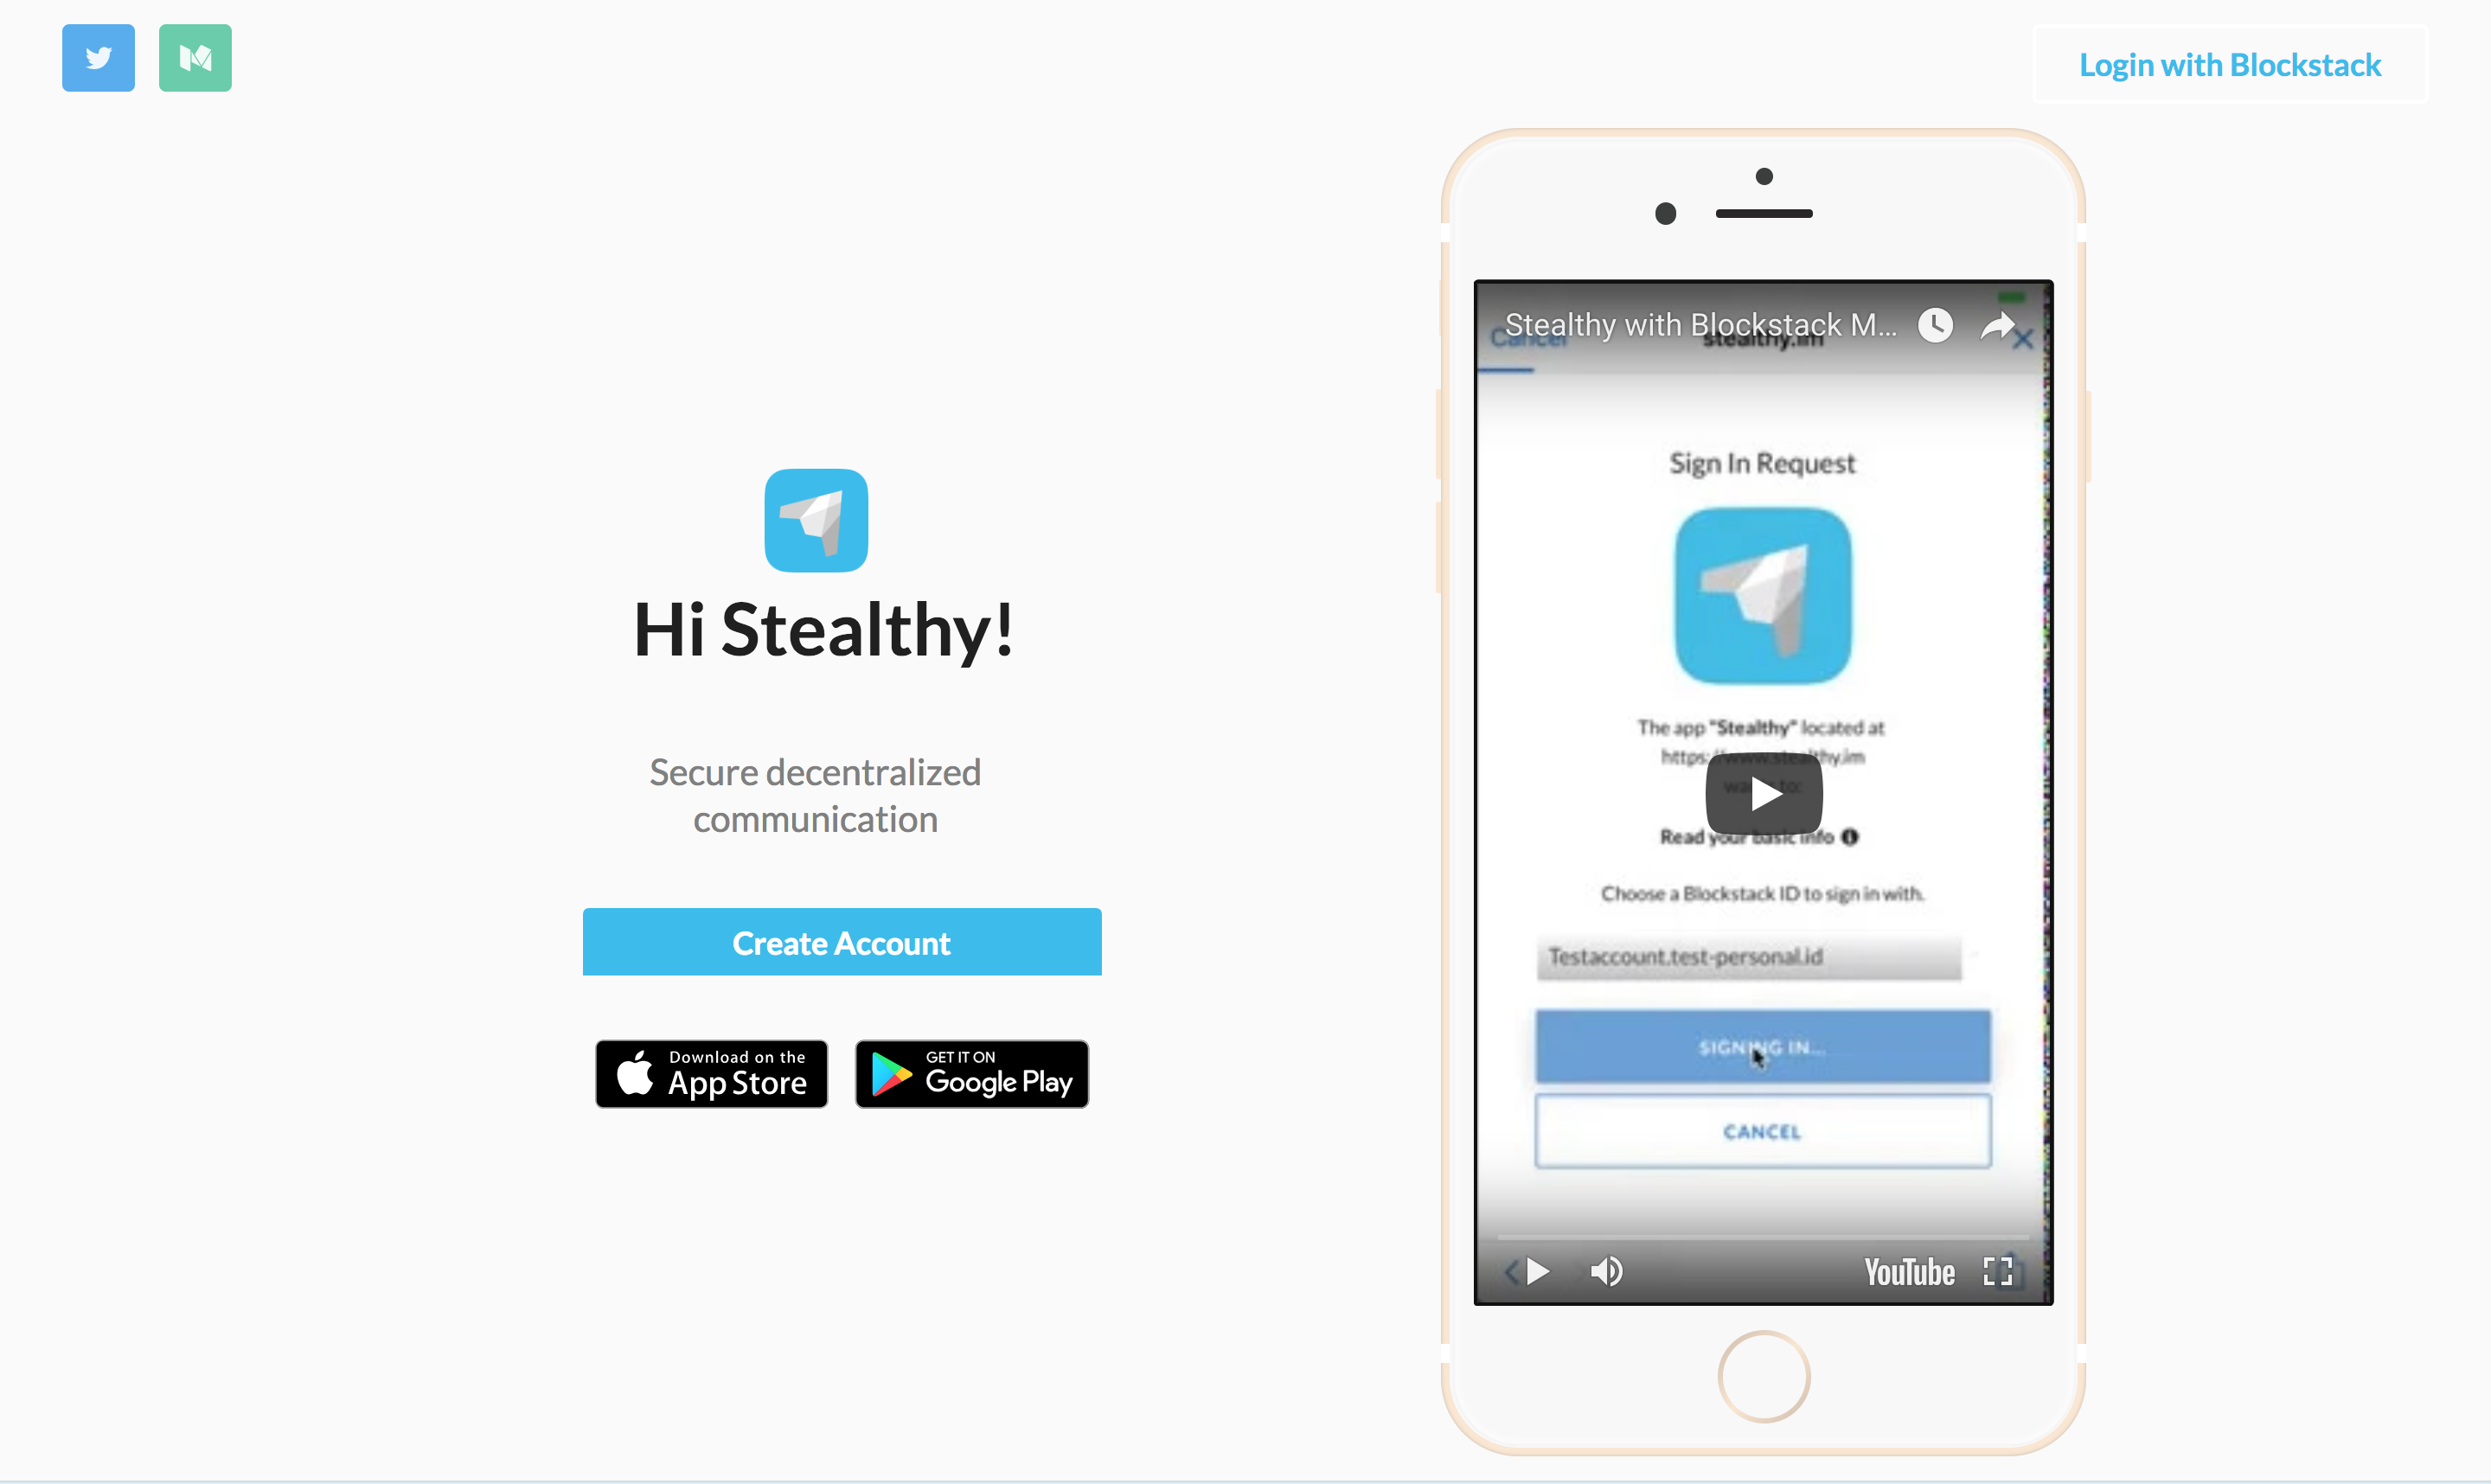 Login with Blockstack
Hi Stealthy!
Secure decentralized
communication
Create Account
Download on the
App Store
GET IT ON
Google Play
Stealthy with Blockstack M...
Cancel
stealthy.im
Sign In Request
The app "Stealthy" located at
https://www.stealthy.im
to:
Read your basic info
Choose a Blockstack ID to sign in with.
Testaccount.test-personal.id
SIGNING IN...
CANCEL
YouTube